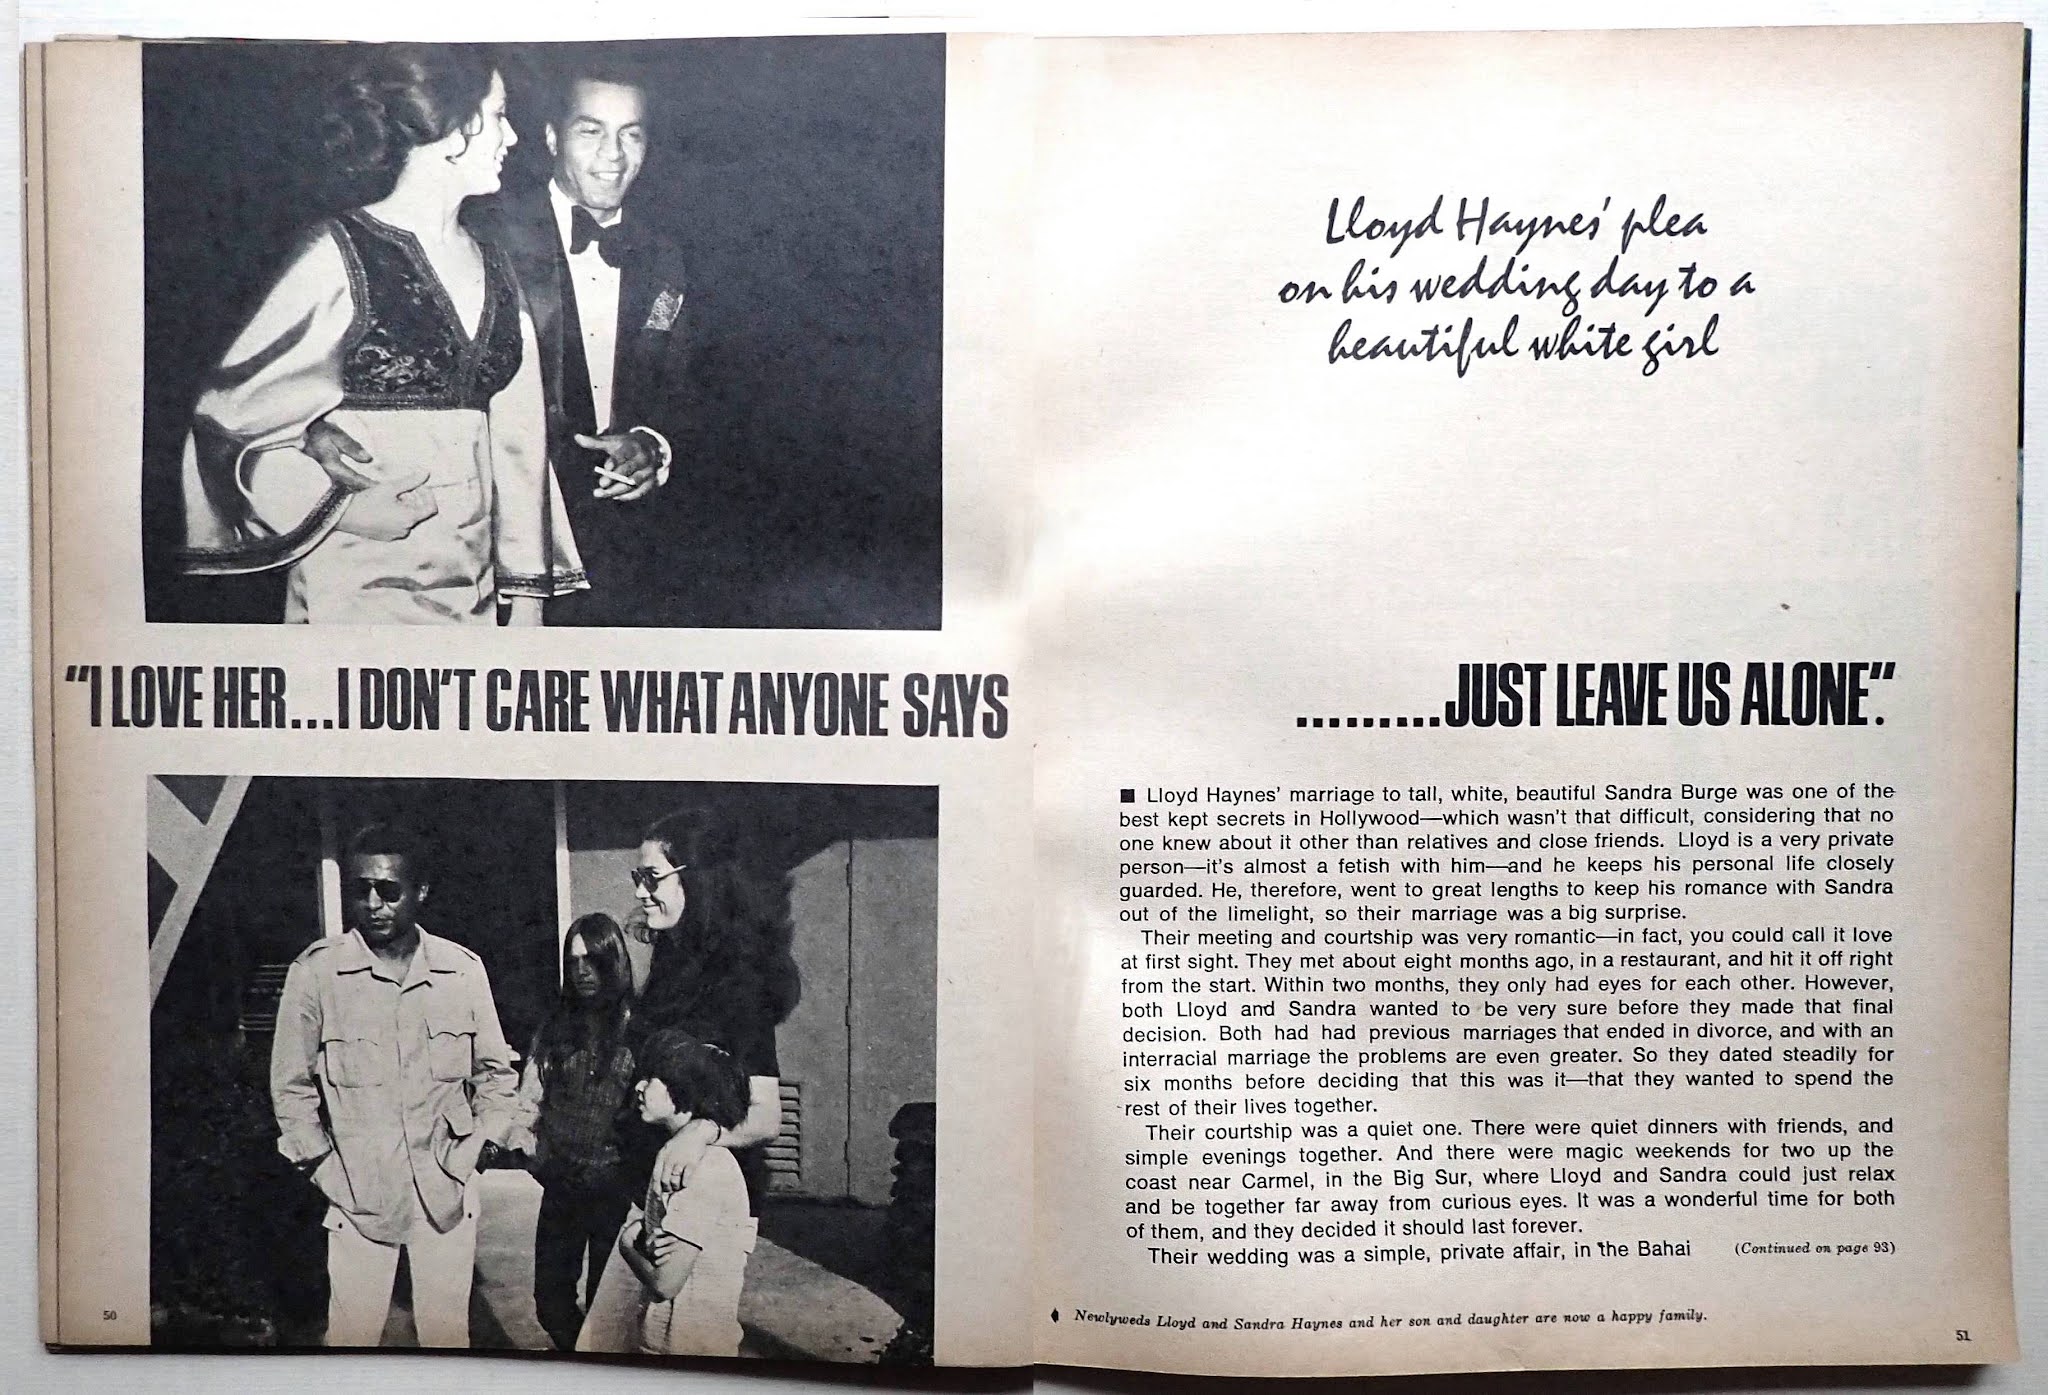 Lloyd Haynes' plea
on his wedding day to a
beautiful white girl
"I LOVE HER...I DON'T CARE WHAT ANYONE SAYS
.........JUST LEAVE US ALONE".
■ Lloyd Haynes' marriage to tall, white, beautiful Sandra Burge was one of the
best kept secrets in Hollywood—which wasn't that difficult, considering that no
one knew about it other than relatives and close friends. Lloyd is a very private
person—it's almost a fetish with him—and he keeps his personal life closely
guarded. He, therefore, went to great lengths to keep his romance with Sandra
out of the limelight, so their marriage was a big surprise.
Their meeting and courtship was very romantic—in fact, you could call it love
at first sight. They met about eight months ago, in a restaurant, and hit it off right
from the start. Within two months, they only had eyes for each other. However,
both Lloyd and Sandra wanted to be very sure before they made that final
decision. Both had had previous marriages that ended in divorce, and with an
interracial marriage the problems are even greater. So they dated steadily for
six months before deciding that this was it—that they wanted to spend the
rest of their lives together.
Their courtship was a quiet one. There were quiet dinners with friends, and
simple evenings together. And there were magic weekends for two up the
coast near Carmel, in the Big Sur, where Lloyd and Sandra could just relax
and be together far away from curious eyes. It was a wonderful time for both
of them, and they decided it should last forever.
Their wedding was a simple, private affair, in the Bahai (Continued on page 93)
Newlyweds Lloyd and Sandra Haynes and her son and daughter are now a happy family.
50
51